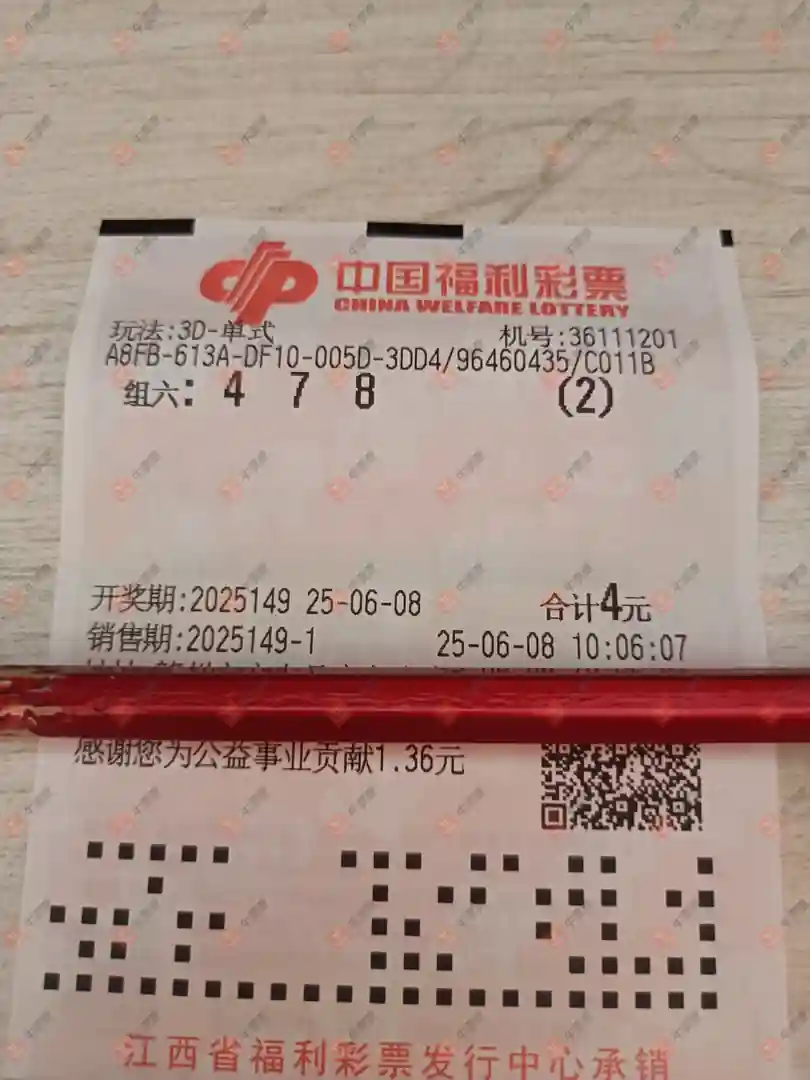 中国福利彩票
CHINA WELFARE LOTTERY
玩法:3D-单式 机号:36111201
A8FB-613A-DF10-005D-3DD4/96460435/C011B
组六: 4 7 8 (2)
开奖期:2025149 25-06-08 合计4元
销售期:2025149-1 25-06-08 10:06:07
感谢您为公益事业贡献1.36元
江西省福利彩票发行中心承销